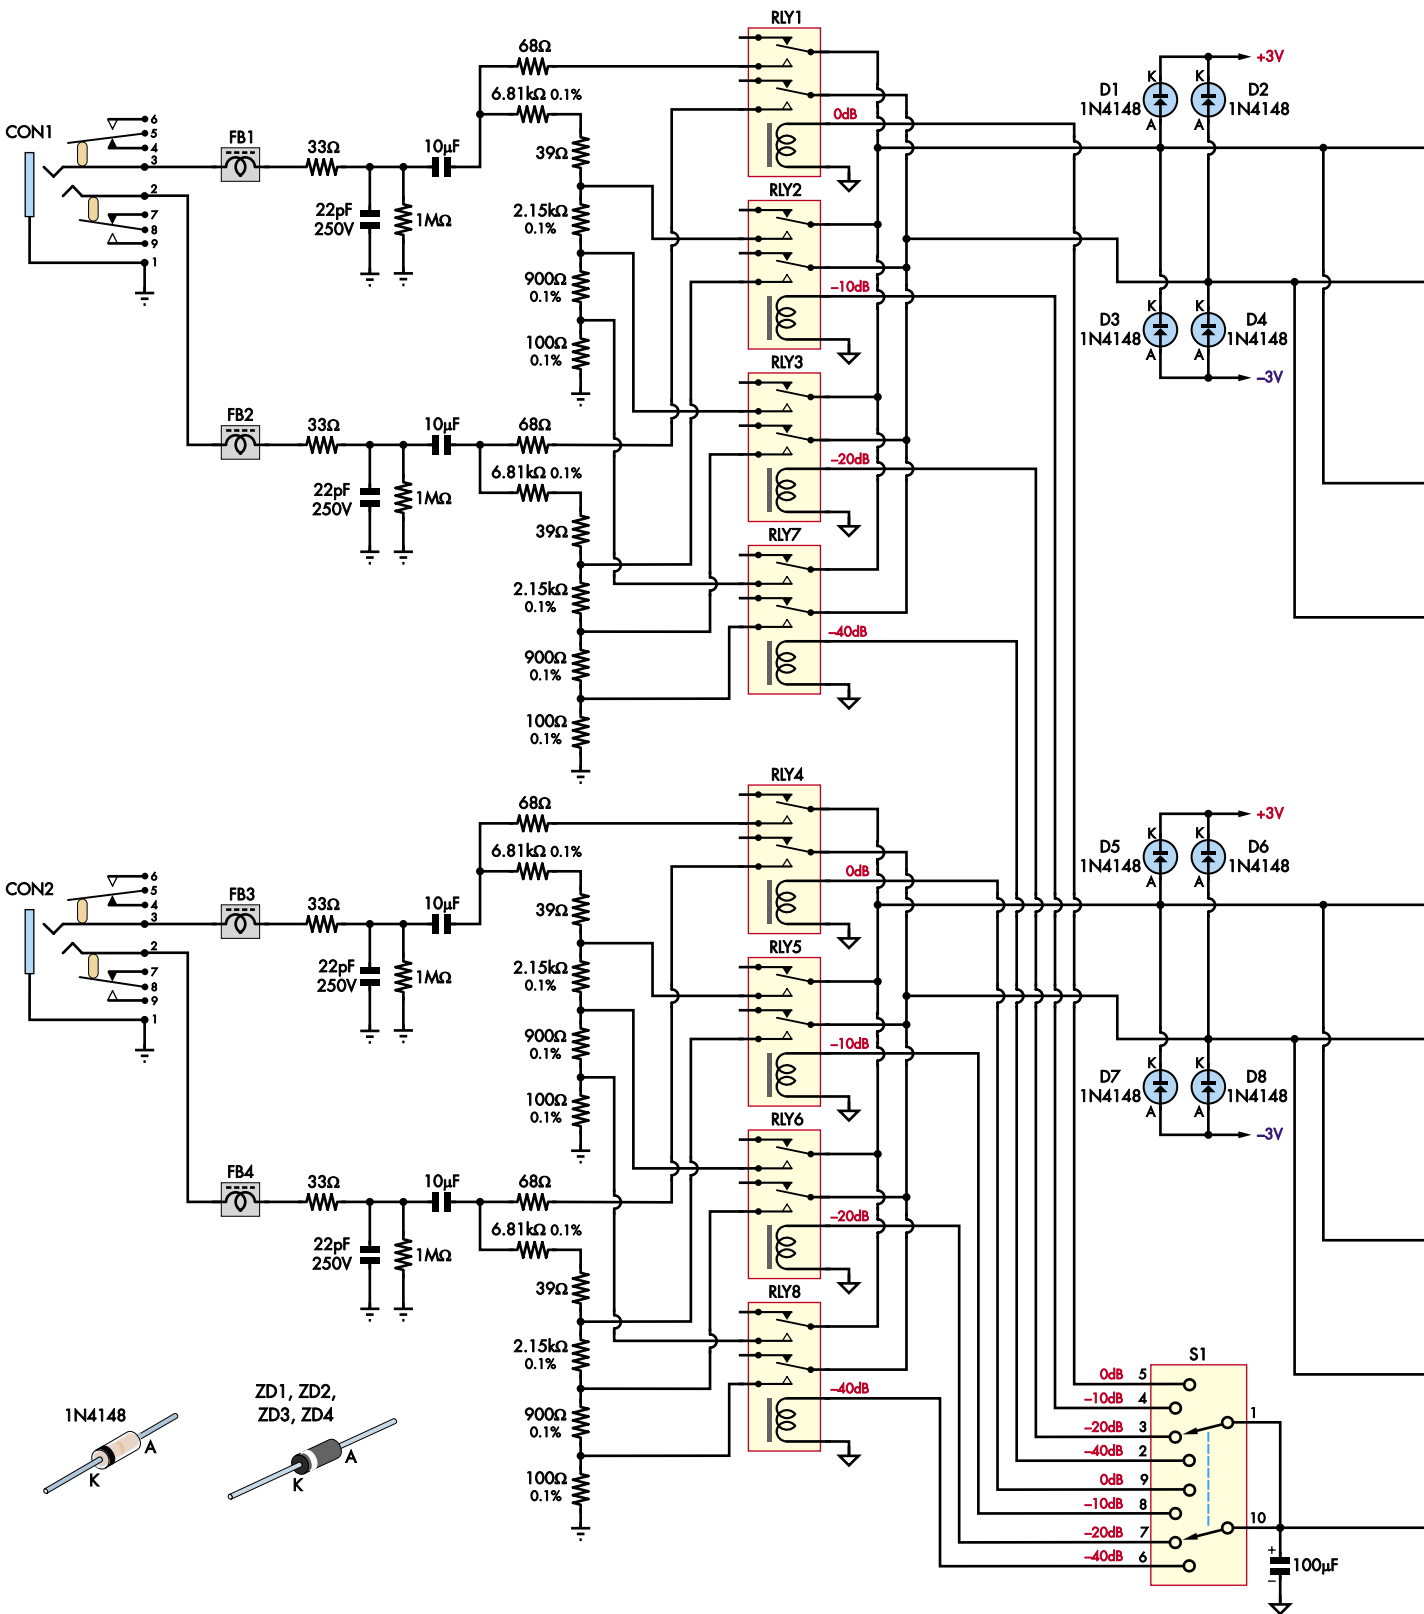 RLY1
68Ω
6.81kΩ 0.1%
0dB
+3V
K
K
D1
1N4148
D2
1N4148
A
A
CON1
6
5
4
3
2
7
8
9
1
FB1
33Ω
10µF
39Ω
22pF
250V
1MΩ
RLY2
2.15kΩ
0.1%
900Ω
0.1%
–10dB
100Ω
0.1%
K
K
D3
1N4148
D4
1N4148
A
A
–3V
RLY3
FB2
33Ω
10µF
68Ω
6.81kΩ 0.1%
–20dB
22pF
250V
1MΩ
39Ω
RLY7
2.15kΩ
0.1%
–40dB
900Ω
0.1%
100Ω
0.1%
RLY4
68Ω
6.81kΩ 0.1%
0dB
+3V
K
K
D5
1N4148
D6
1N4148
A
A
CON2
6
5
4
3
2
7
8
9
1
FB3
33Ω
10µF
39Ω
22pF
250V
1MΩ
RLY5
2.15kΩ
0.1%
900Ω
0.1%
–10dB
100Ω
0.1%
K
K
D7
1N4148
D8
1N4148
A
A
–3V
RLY6
FB4
33Ω
10µF
68Ω
6.81kΩ 0.1%
–20dB
22pF
250V
1MΩ
39Ω
RLY8
2.15kΩ
0.1%
–40dB
900Ω
0.1%
100Ω
0.1%
1N4148
A
K
ZD1, ZD2,
ZD3, ZD4
A
K
S1
0dB 5
–10dB 4
–20dB 3
–40dB 2
0dB 9
–10dB 8
–20dB 7
–40dB 6
1
10
+
100µF
–